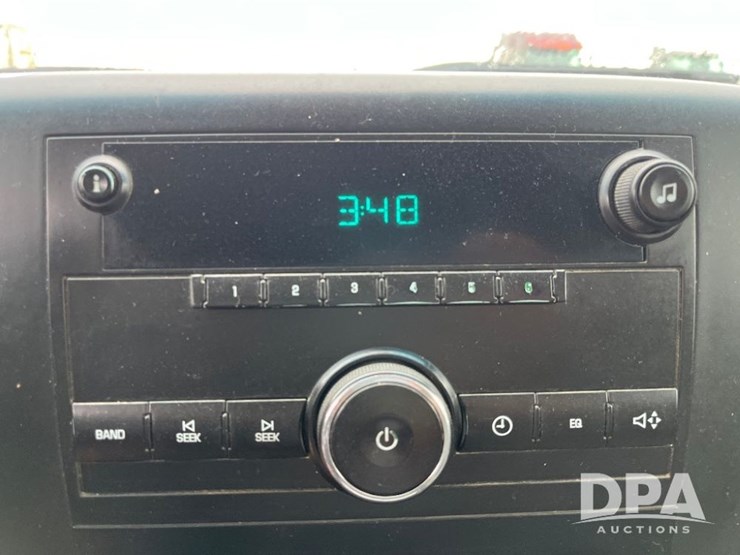 3:48
1 2 3 4 5 6
BAND SEEK SEEK EQ
DPA
AUCTIONS